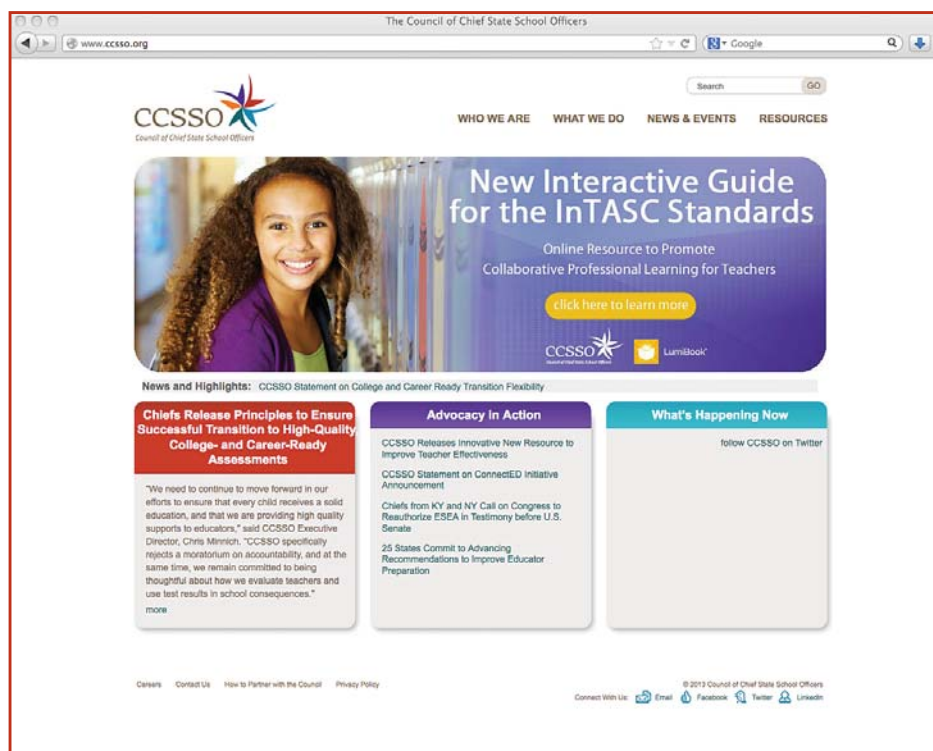 The Council of Chief State School Officers
www.ccsso.org
Google
Search
GO
CCSSO
Council of Chief State School Officers
WHO WE ARE WHAT WE DO NEWS & EVENTS RESOURCES
New Interactive Guide
for the InTASC Standards
Online Resource to Promote
Collaborative Professional Learning for Teachers
click here to learn more
CCSSO
Council of Chief State School Officers
LumiBook
News and Highlights: CCSSO Statement on College and Career Ready Transition Flexibility
Chiefs Release Principles to Ensure
Successful Transition to High-Quality
College- and Career-Ready
Assessments
"We need to continue to move forward in our
efforts to ensure that every child receives a solid
education, and that we are providing high quality
supports to educators," said CCSSO Executive
Director, Chris Minnich. "CCSSO specifically
rejects a moratorium on accountability, and at the
same time, we remain committed to being
thoughtful about how we evaluate teachers and
use test results in school consequences."
more
Advocacy in Action
CCSSO Releases Innovative New Resource to
Improve Teacher Effectiveness
CCSSO Statement on ConnectED Initiative
Announcement
Chiefs from KY and NY Call on Congress to
Reauthorize ESEA in Testimony before U.S.
Senate
25 States Commit to Advancing
Recommendations to Improve Educator
Preparation
What's Happening Now
follow CCSSO on Twitter
Careers Contact Us How to Partner with the Council Privacy Policy
© 2013 Council of Chief State School Officers
Connect With Us: Email Facebook Twitter LinkedIn